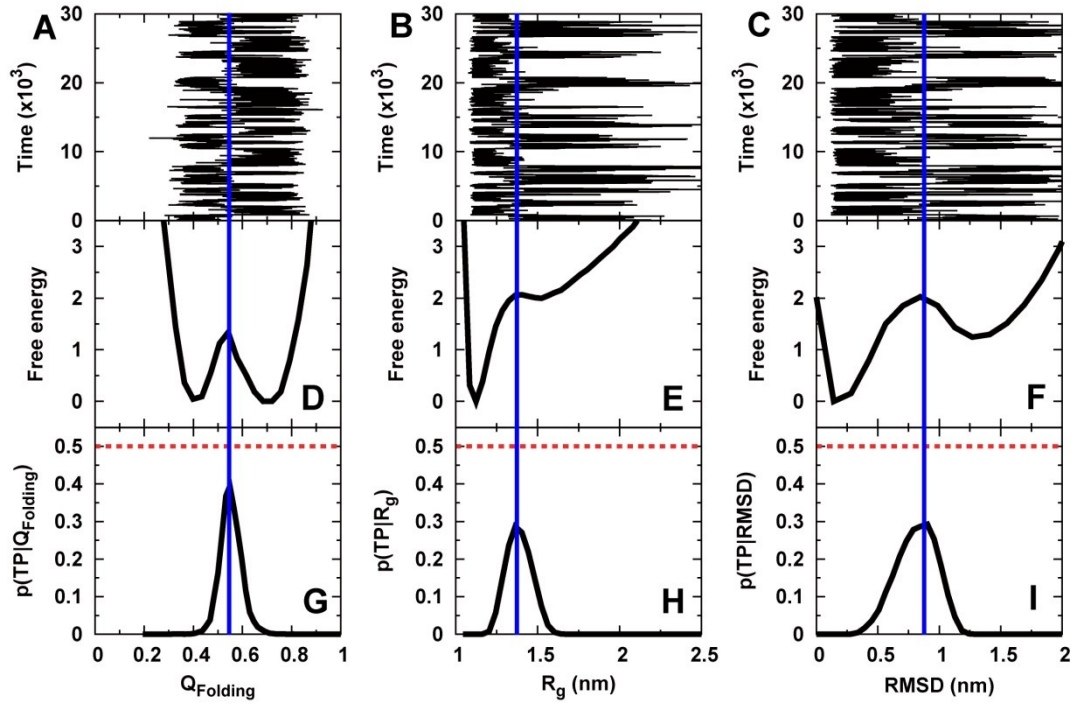 A
B
C
Time (x10³)
30
20
10
0
Time (x10³)
30
20
10
0
Time (x10³)
30
20
10
0
Free energy
3
2
1
0
D
Free energy
3
2
1
0
E
Free energy
3
2
1
0
F
p(TP|Q_Folding)
0.5
0.4
0.3
0.2
0.1
0
G
p(TP|R_g)
0.5
0.4
0.3
0.2
0.1
0
H
p(TP|RMSD)
0.5
0.4
0.3
0.2
0.1
0
I
0 0.2 0.4 0.6 0.8 1
1 1.5 2 2.5
0 0.5 1 1.5 2
Q_Folding
R_g (nm)
RMSD (nm)